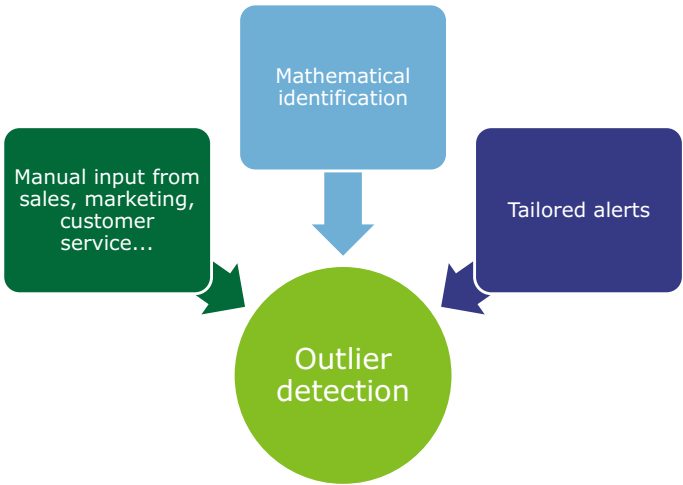 Mathematical
identification
Manual input from
sales, marketing,
customer
service...
Tailored alerts
Outlier
detection